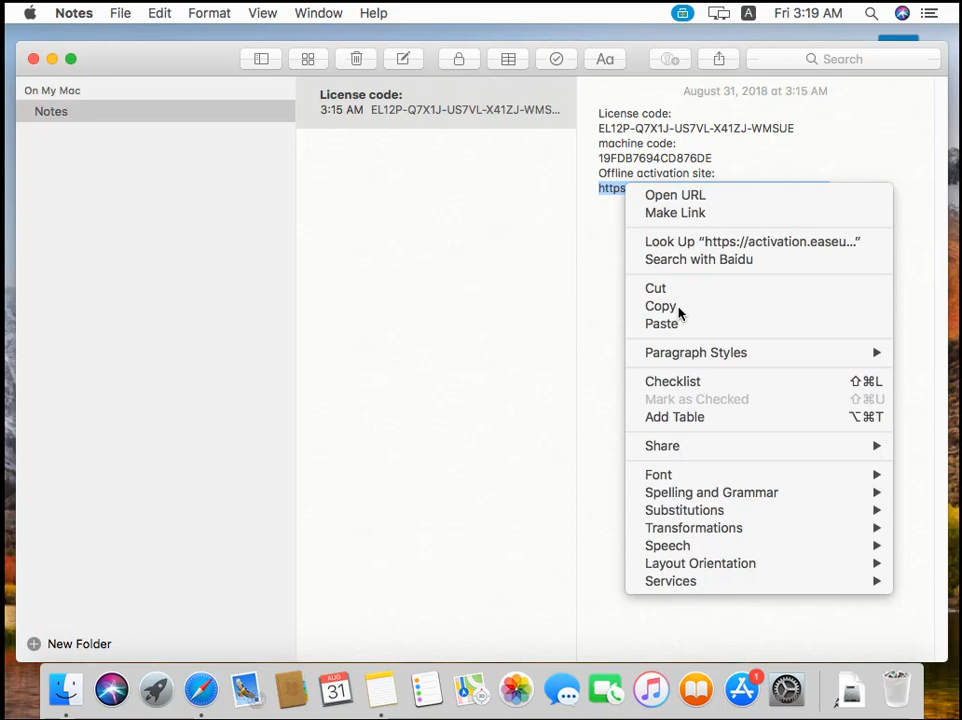 Notes File Edit Format View Window Help A Fri 3:19 AM
Aa Search
On My Mac
Notes
License code:
3:15 AM EL12P-Q7X1J-US7VL-X41ZJ-WMS...
August 31, 2018 at 3:15 AM
License code:
EL12P-Q7X1J-US7VL-X41ZJ-WMSUE
machine code:
19FDB7694CD876DE
Offline activation site:
https
Open URL
Make Link
Look Up “https://activation.easeu...”
Search with Baidu
Cut
Copy
Paste
Paragraph Styles
Checklist ⇧⌘L
Mark as Checked ⇧⌘U
Add Table ⌥⌘T
Share
Font
Spelling and Grammar
Substitutions
Transformations
Speech
Layout Orientation
Services
New Folder
AUG
31
1